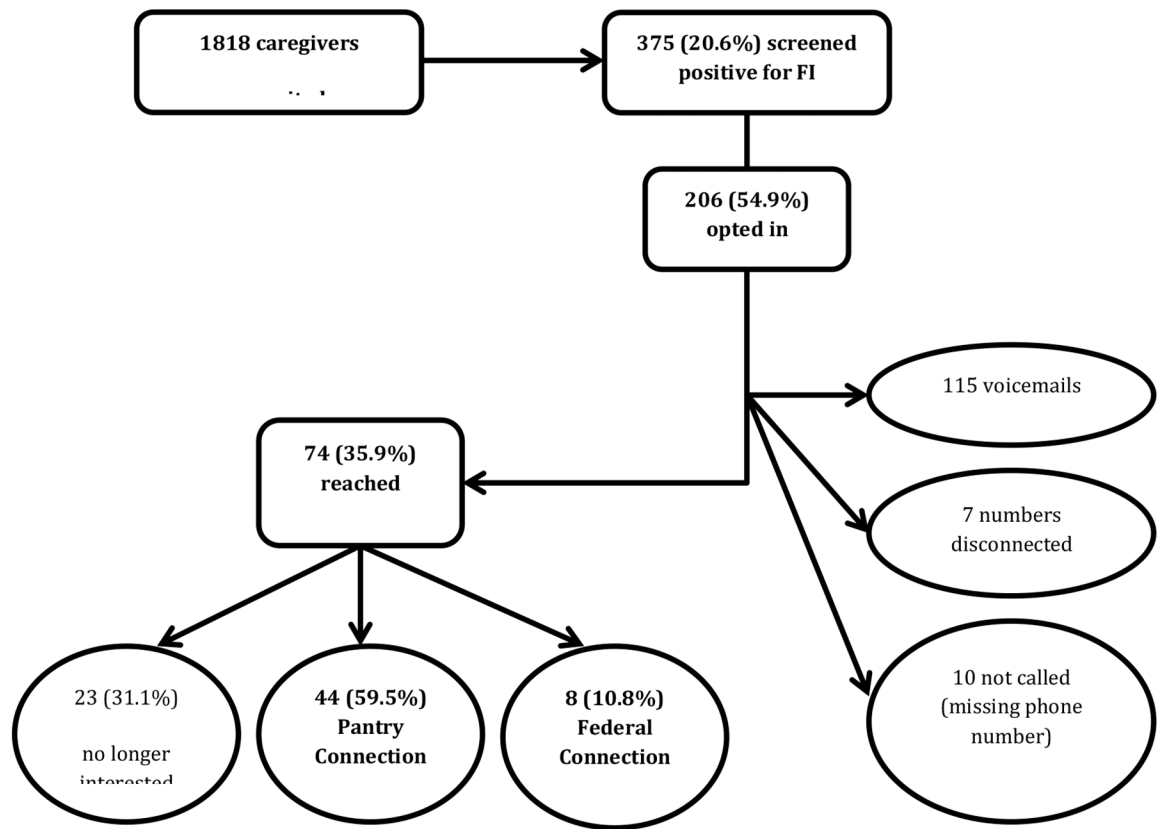 1818 caregivers
375 (20.6%) screened
positive for FI
206 (54.9%)
opted in
115 voicemails
74 (35.9%)
reached
7 numbers
disconnected
23 (31.1%)
no longer
interested
44 (59.5%)
Pantry
Connection
8 (10.8%)
Federal
Connection
10 not called
(missing phone
number)